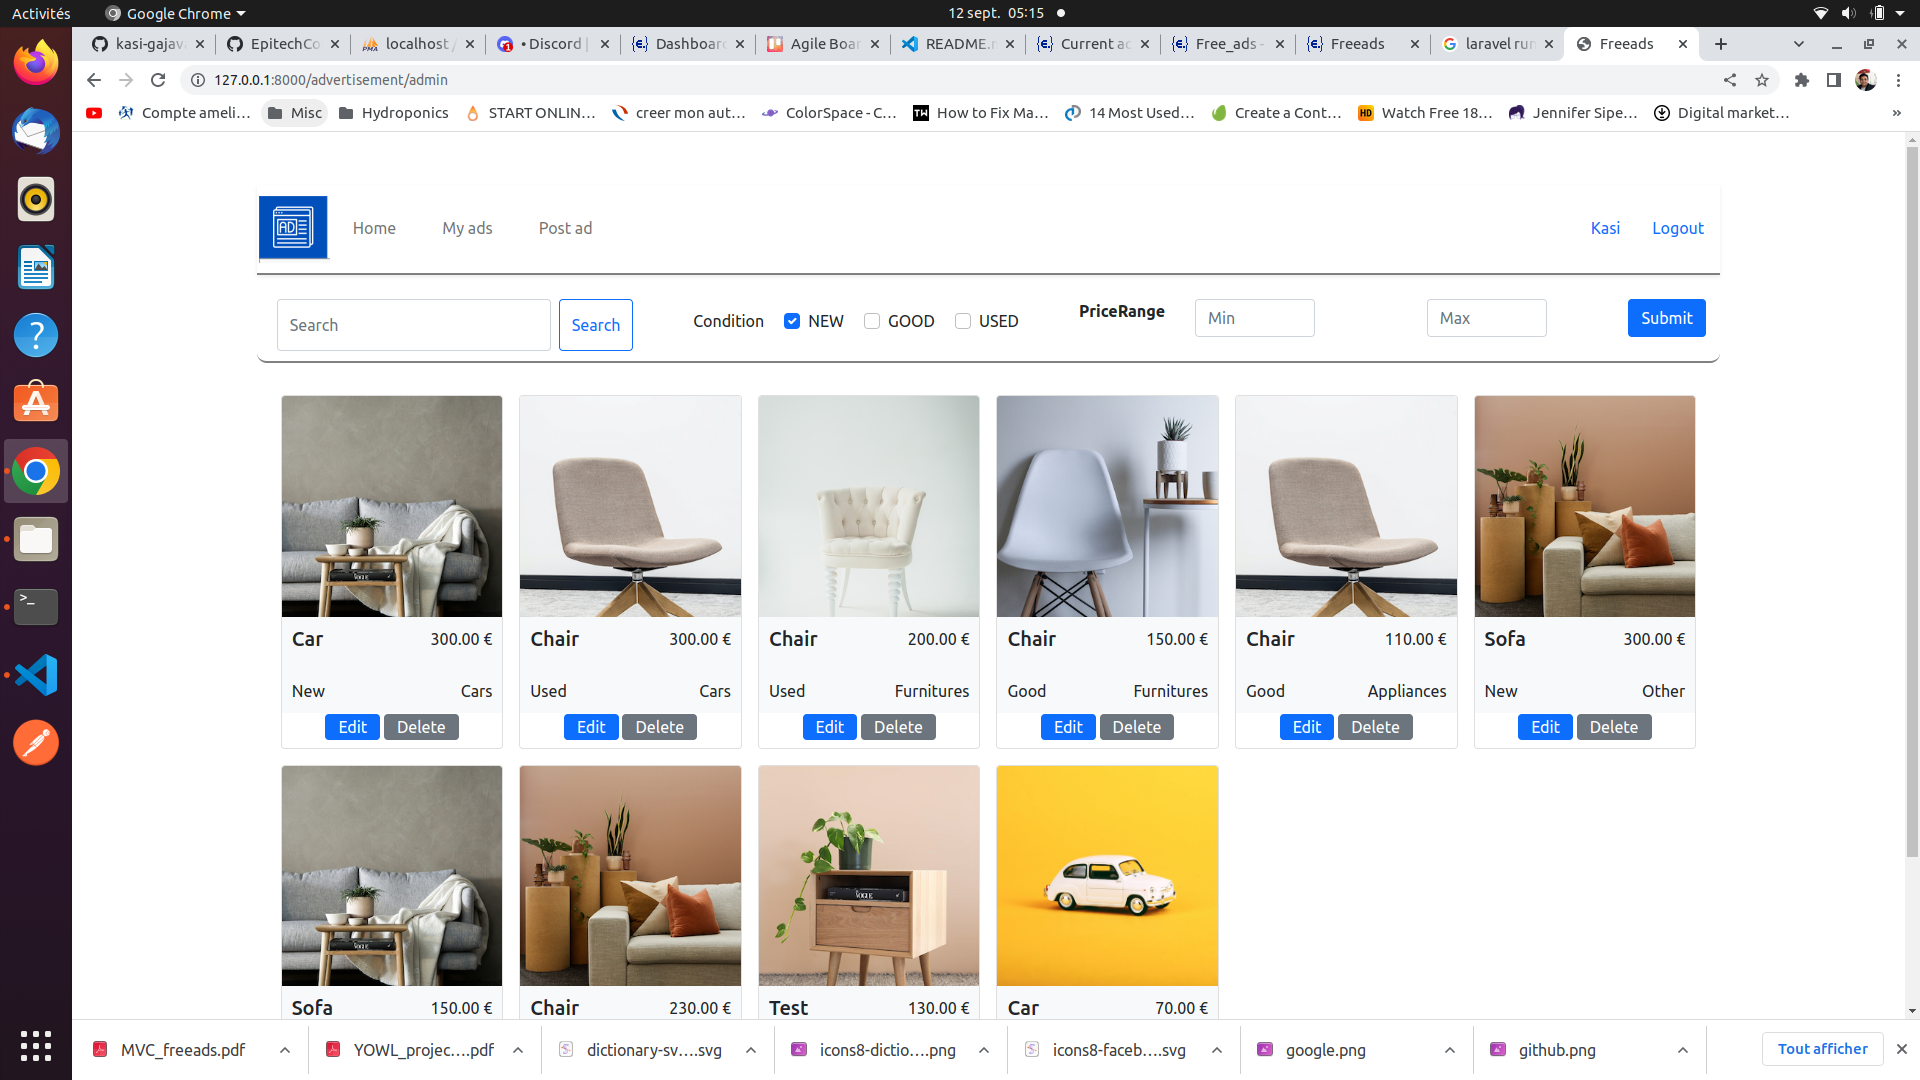 Activités
Google Chrome
12 sept. 05:15
kasi-gajava
EpitechCo
localhost /
• Discord |
Dashboard
Agile Boar
README.m
Current ac
Free_ads -
Freeads
laravel run
Freeads
127.0.0.1:8000/advertisement/admin
Compte ameli…
Misc
Hydroponics
START ONLIN…
creer mon aut…
ColorSpace - C…
How to Fix Ma…
14 Most Used…
Create a Cont…
Watch Free 18…
Jennifer Sipe…
Digital market…
»
AD
Home
My ads
Post ad
Kasi
Logout
Search
Search
Condition
NEW
GOOD
USED
PriceRange
Min
Max
Submit
Car 300.00 €
New Cars
Edit Delete
Chair 300.00 €
Used Cars
Edit Delete
Chair 200.00 €
Used Furnitures
Edit Delete
Chair 150.00 €
Good Furnitures
Edit Delete
Chair 110.00 €
Good Appliances
Edit Delete
Sofa 300.00 €
New Other
Edit Delete
Sofa 150.00 €
Chair 230.00 €
VOGUE
Test 130.00 €
Car 70.00 €
MVC_freeads.pdf
YOWL_projec….pdf
dictionary-sv….svg
icons8-dictio….png
icons8-faceb….svg
google.png
github.png
Tout afficher